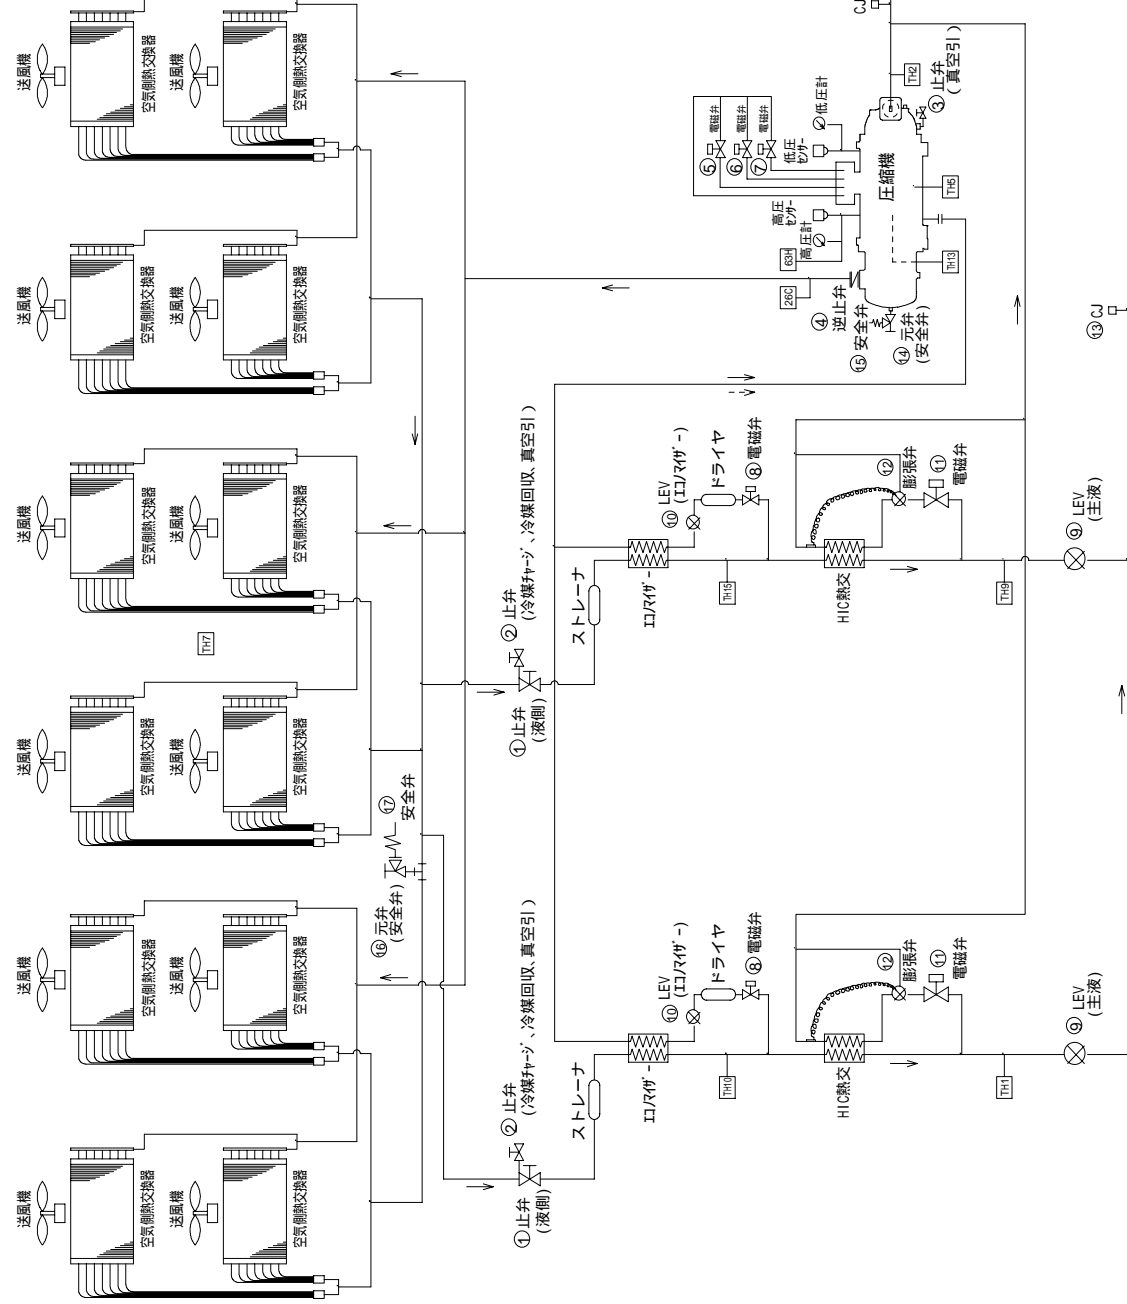 送風機
空気側熱交換器
送風機
空気側熱交換器
送風機
空気側熱交換器
送風機
空気側熱交換器
送風機
空気側熱交換器
送風機
空気側熱交換器
TH7
送風機
空気側熱交換器
送風機
空気側熱交換器
送風機
空気側熱交換器
送風機
空気側熱交換器
送風機
空気側熱交換器
送風機
空気側熱交換器
⑰
安全弁
⑯ 元弁
(安全弁)
CJ
TH2
③ 止弁
(真空引)
低圧計
低圧
センサー
電磁弁
電磁弁
電磁弁
⑤
⑥
⑦
圧縮機
TH5
TH13
高圧
センサー
高圧計
63H
26C
④
逆止弁
⑮ 安全弁
⑭ 元弁
(安全弁)
⑬ CJ
② 止弁
(冷媒チャージ、冷媒回収、真空引)
① 止弁
(液側)
ストレーナ
エコノマイザー
⑩ LEV
(エコノマイザー)
ドライヤ
⑧ 電磁弁
TH15
HIC熱交
⑫
膨張弁
⑪
電磁弁
TH9
⑨ LEV
(主液)
② 止弁
(冷媒チャージ、冷媒回収、真空引)
① 止弁
(液側)
ストレーナ
エコノマイザー
⑩ LEV
(エコノマイザー)
ドライヤ
⑧ 電磁弁
TH10
HIC熱交
⑫
膨張弁
⑪
電磁弁
TH1
⑨ LEV
(主液)